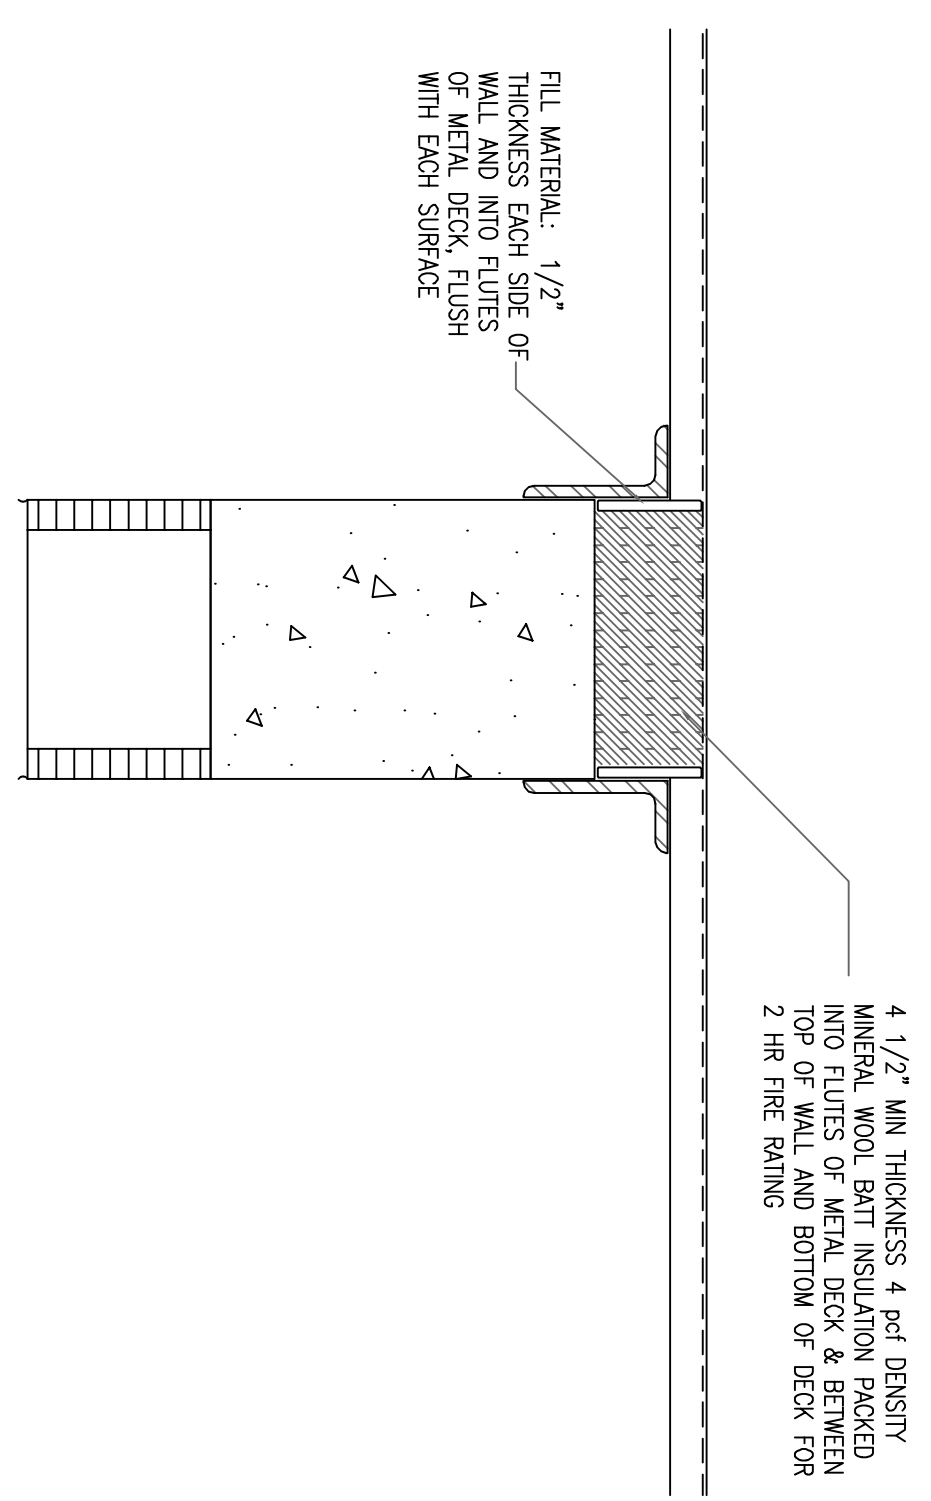 FILL MATERIAL: 1/2"
THICKNESS EACH SIDE OF
WALL AND INTO FLUTES
OF METAL DECK, FLUSH
WITH EACH SURFACE
4 1/2" MIN THICKNESS 4 pcf DENSITY
MINERAL WOOL BATT INSULATION PACKED
INTO FLUTES OF METAL DECK & BETWEEN
TOP OF WALL AND BOTTOM OF DECK FOR
2 HR FIRE RATING